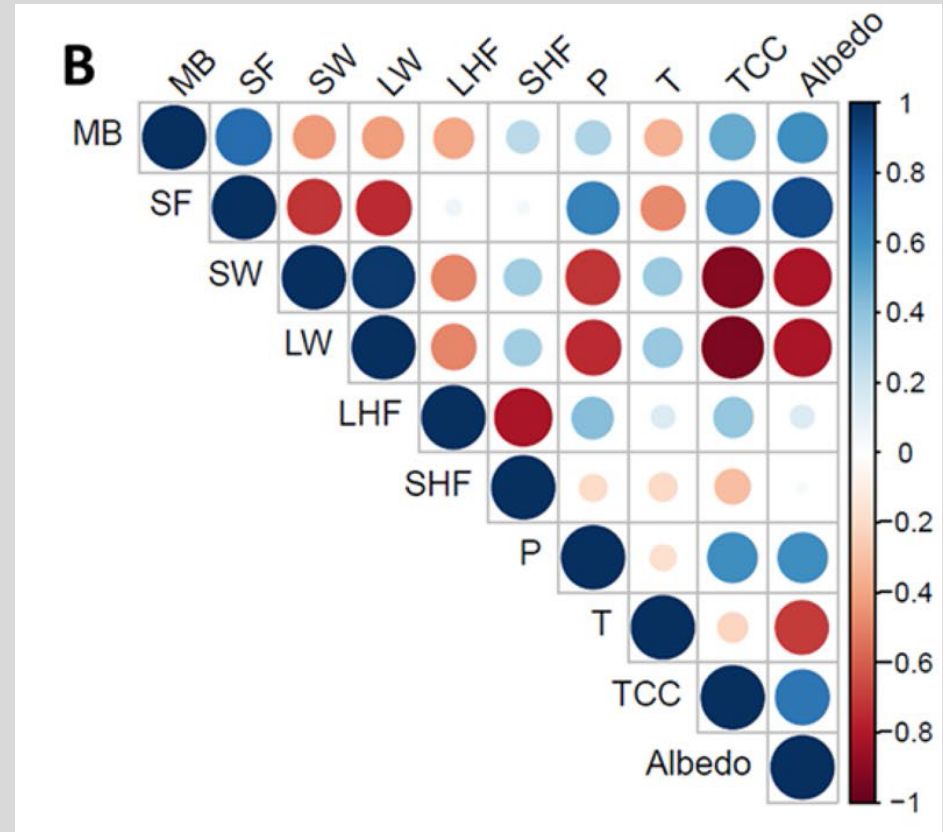 B
MB SF SW LW LHF SHF P T TCC Albedo
MB
SF
SW
LW
LHF
SHF
P
T
TCC
Albedo
1
0.8
0.6
0.4
0.2
0
−0.2
−0.4
−0.6
−0.8
−1